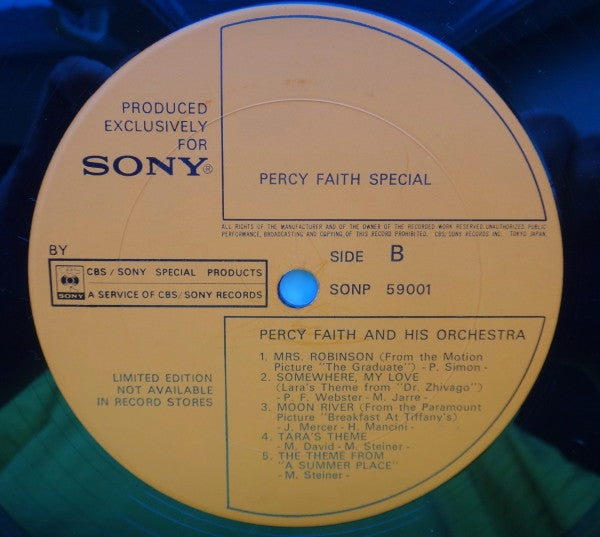 PRODUCED
EXCLUSIVELY
FOR
SONY®
PERCY FAITH SPECIAL
ALL RIGHTS OF THE MANUFACTURER AND OF THE OWNER OF THE RECORDED WORK RESERVED. UNAUTHORIZED PUBLIC
PERFORMANCE, BROADCASTING AND COPYING OF THIS RECORD PROHIBITED. CBS/SONY RECORDS INC. TOKYO JAPAN.
BY
CBS
SONY
CBS / SONY SPECIAL PRODUCTS
A SERVICE OF CBS/SONY RECORDS
SIDE B
SONP 59001
LIMITED EDITION
NOT AVAILABLE
IN RECORD STORES
PERCY FAITH AND HIS ORCHESTRA
1. MRS. ROBINSON (From the Motion
Picture "The Graduate") - P. Simon -
2. SOMEWHERE, MY LOVE
(Lara's Theme from "Dr. Zhivago")
- P. F. Webster - M. Jarre -
3. MOON RIVER (From the Paramount
Picture "Breakfast At Tiffany's")
- J. Mercer - H. Mancini -
4. TARA'S THEME
- M. David - M. Steiner -
5. THE THEME FROM
"A SUMMER PLACE"
- M. Steiner -